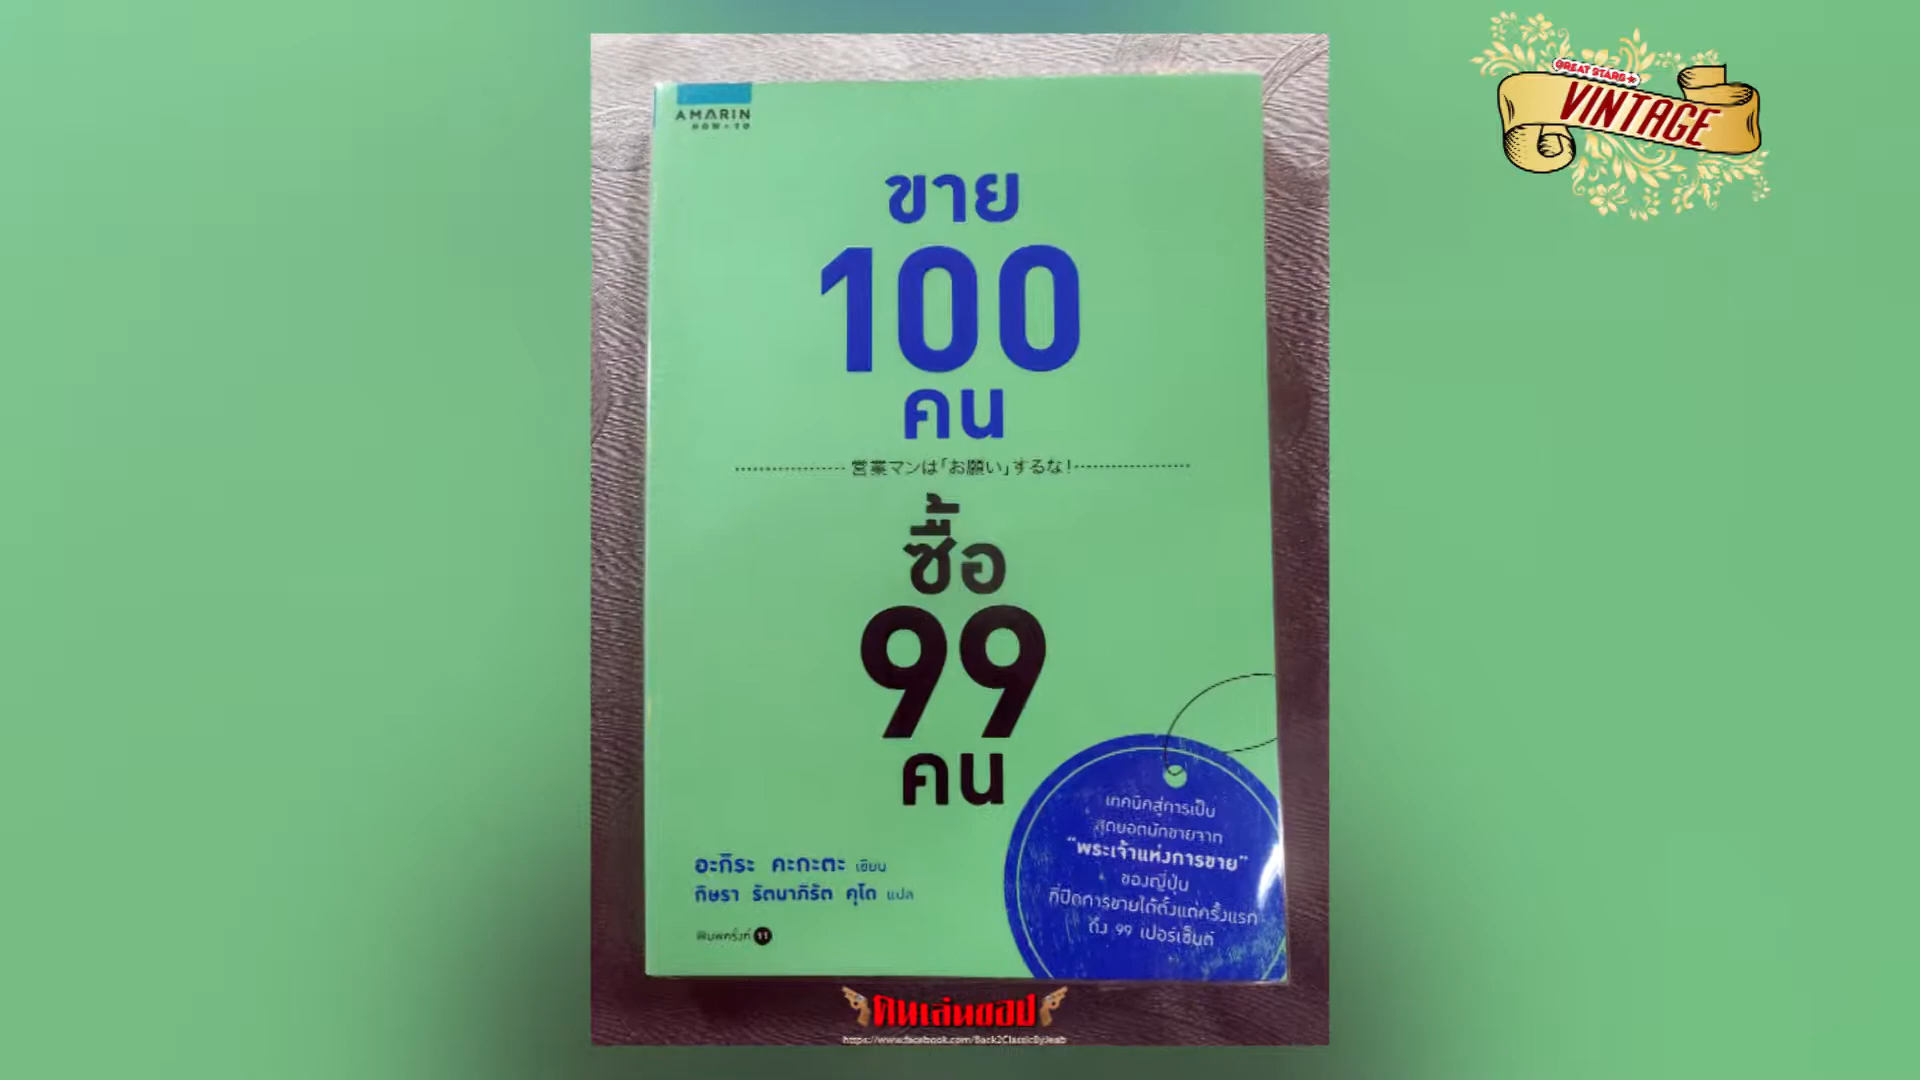 GREAT STARS
VINTAGE
AMARIN
HOW-TO
ขาย
100
คน
営業マンは「お願い」するな!
ซื้อ
99
คน
เทคนิคสู่การเป็น
สุดยอดนักขายจาก
“พระเจ้าแห่งการขาย”
ของญี่ปุ่น
ที่ปิดการขายได้ตั้งแต่ครั้งแรก
ถึง 99 เปอร์เซ็นต์
อะกิระ คะกะตะ เขียน
ทิษรา รัตนาภิรัต คุโด แปล
พิมพ์ครั้งที่ 11
คนเล่นของ
https://www.facebook.com/Back2ClassicByJeab